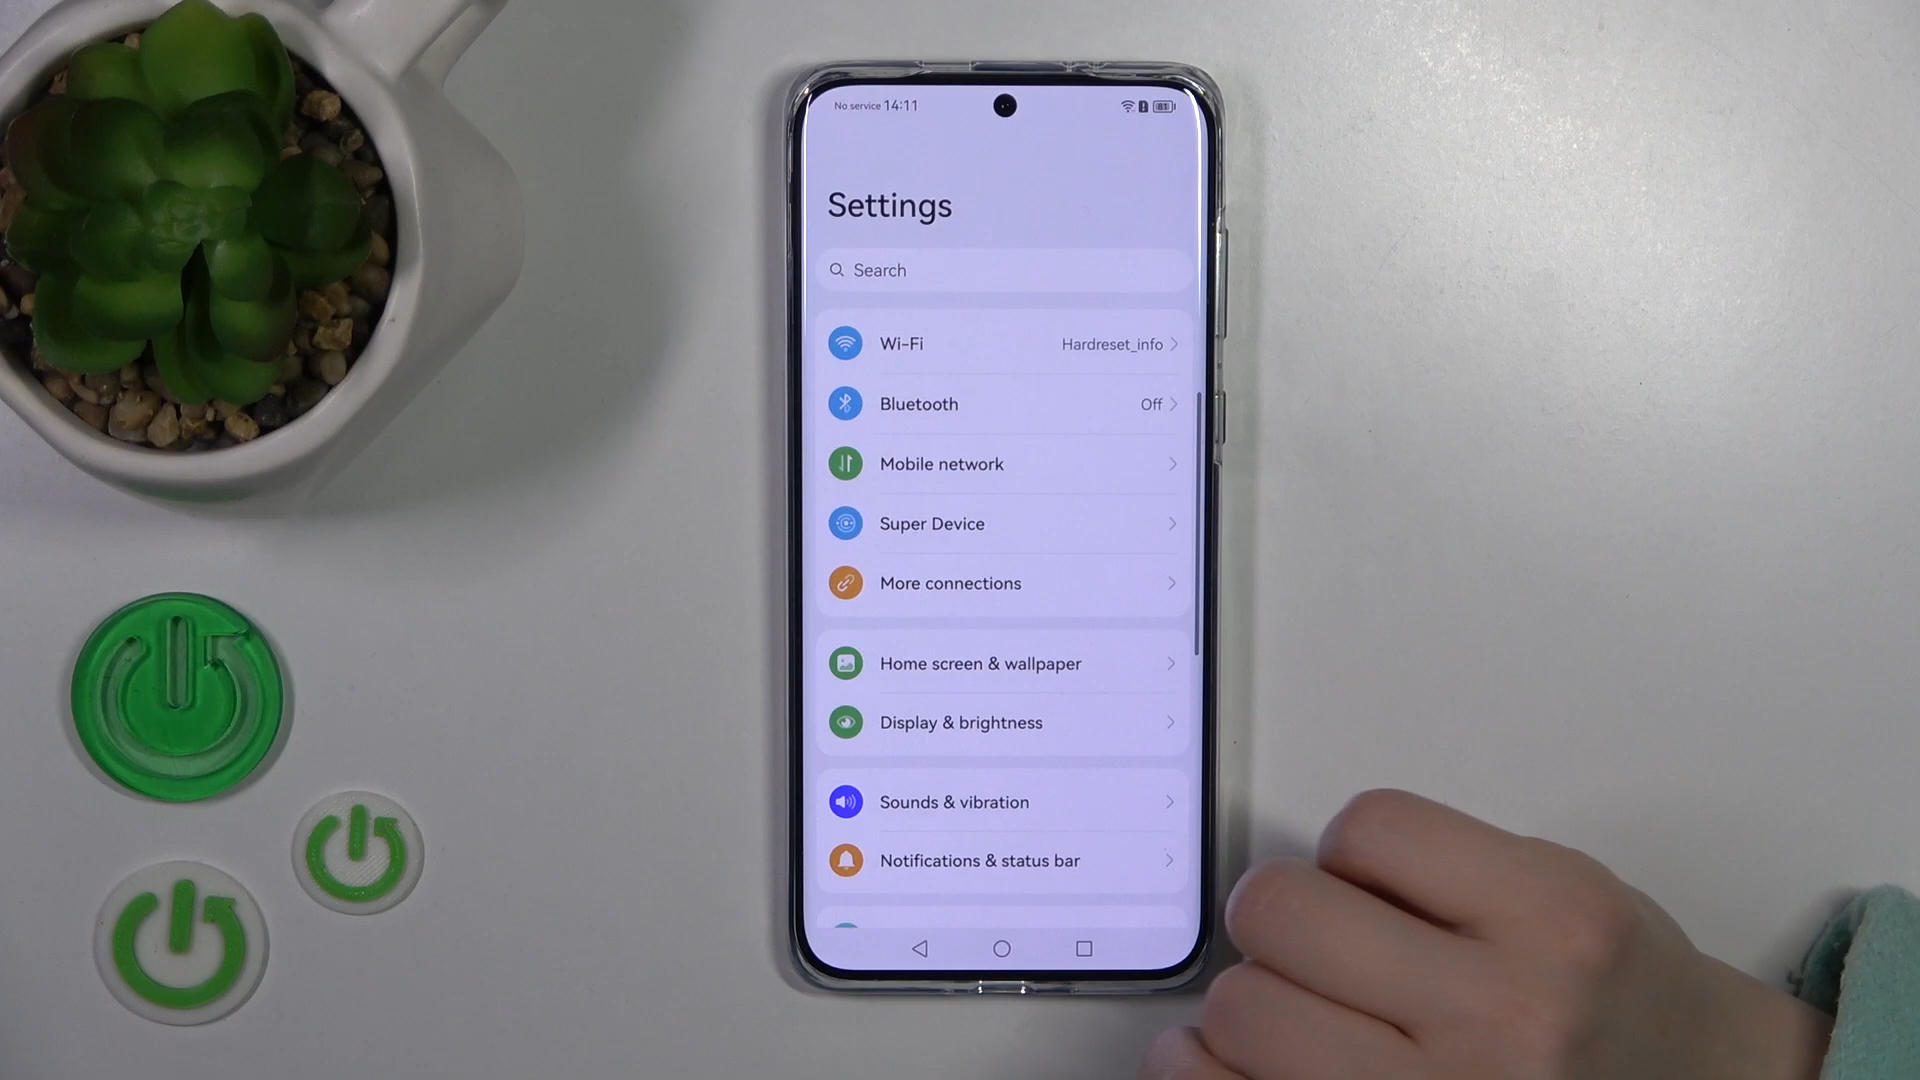 No service 14:11
Settings
Search
Wi-Fi Hardreset_info
Bluetooth Off
Mobile network
Super Device
More connections
Home screen & wallpaper
Display & brightness
Sounds & vibration
Notifications & status bar